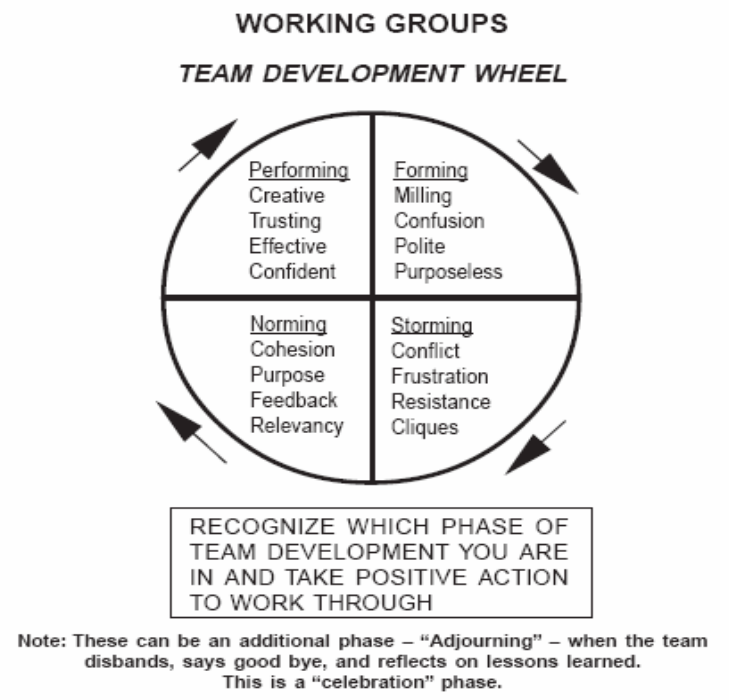 WORKING GROUPS
TEAM DEVELOPMENT WHEEL
Performing
Creative
Trusting
Effective
Confident
Forming
Milling
Confusion
Polite
Purposeless
Norming
Cohesion
Purpose
Feedback
Relevancy
Storming
Conflict
Frustration
Resistance
Cliques
RECOGNIZE WHICH PHASE OF
TEAM DEVELOPMENT YOU ARE
IN AND TAKE POSITIVE ACTION
TO WORK THROUGH
Note: These can be an additional phase – “Adjourning” – when the team
disbands, says good bye, and reflects on lessons learned.
This is a “celebration” phase.